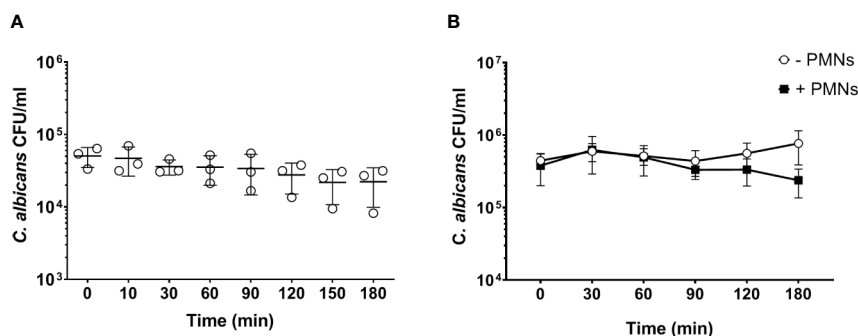 A
C. albicans CFU/ml
10⁶
10⁵
10⁴
10³
0 10 30 60 90 120 150 180
Time (min)
B
C. albicans CFU/ml
10⁷
10⁶
10⁵
10⁴
0 30 60 90 120 180
Time (min)
- PMNs
+ PMNs